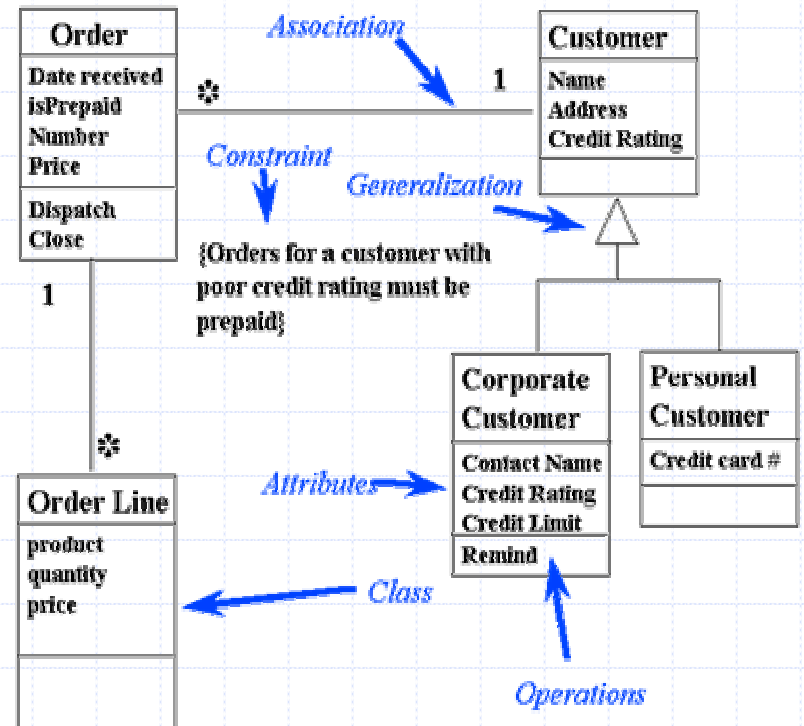 Order
Date received
isPrepaid
Number
Price
Dispatch
Close
Association
*
1
Customer
Name
Address
Credit Rating
Constraint
Generalization
{Orders for a customer with
poor credit rating must be
prepaid}
1
*
Corporate
Customer
Contact Name
Credit Rating
Credit Limit
Remind
Personal
Customer
Credit card #
Attributes
Order Line
product
quantity
price
Class
Operations